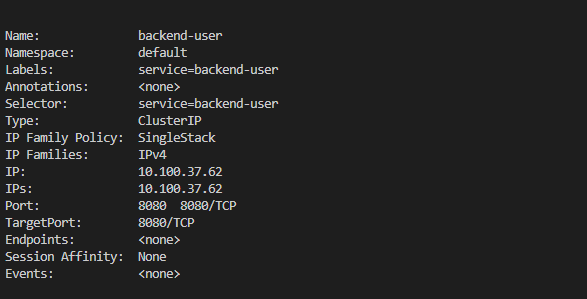 Name: backend-user
Namespace: default
Labels: service=backend-user
Annotations: <none>
Selector: service=backend-user
Type: ClusterIP
IP Family Policy: SingleStack
IP Families: IPv4
IP: 10.100.37.62
IPs: 10.100.37.62
Port: 8080 8080/TCP
TargetPort: 8080/TCP
Endpoints: <none>
Session Affinity: None
Events: <none>